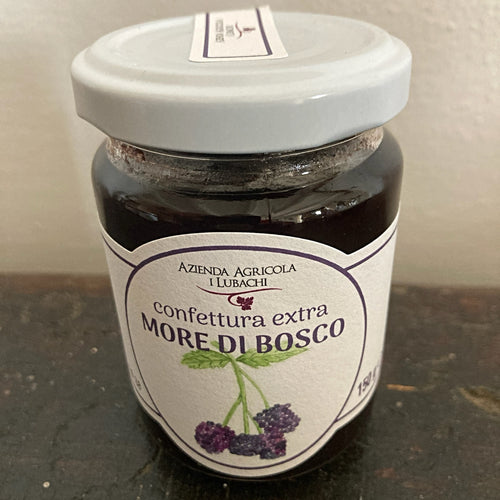 AZIENDA AGRICOLA
I LUBACHI
confettura extra
MORE DI BOSCO